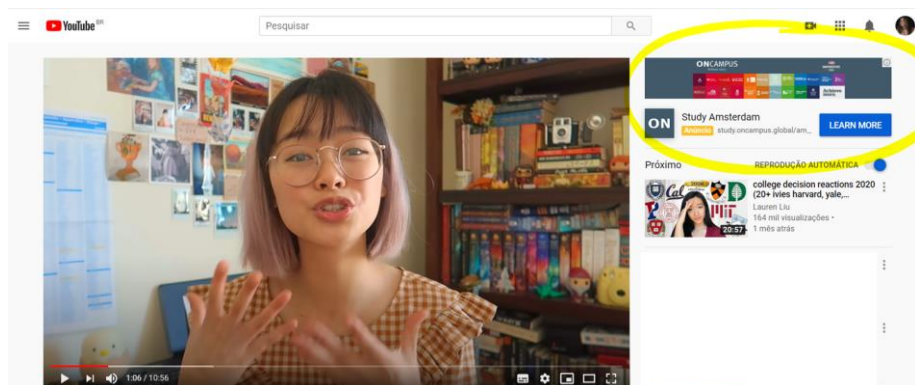 YouTube BR
Pesquisar
ONCAMPUS
ON
Study Amsterdam
Anúncio study.oncampus.global/am...
LEARN MORE
Próximo
REPRODUÇÃO AUTOMÁTICA
college decision reactions 2020
(20+ ivies harvard, yale,...
Lauren Liu
164 mil visualizações •
1 mês atrás
Cal
MIT
20:57
1:06 / 10:56